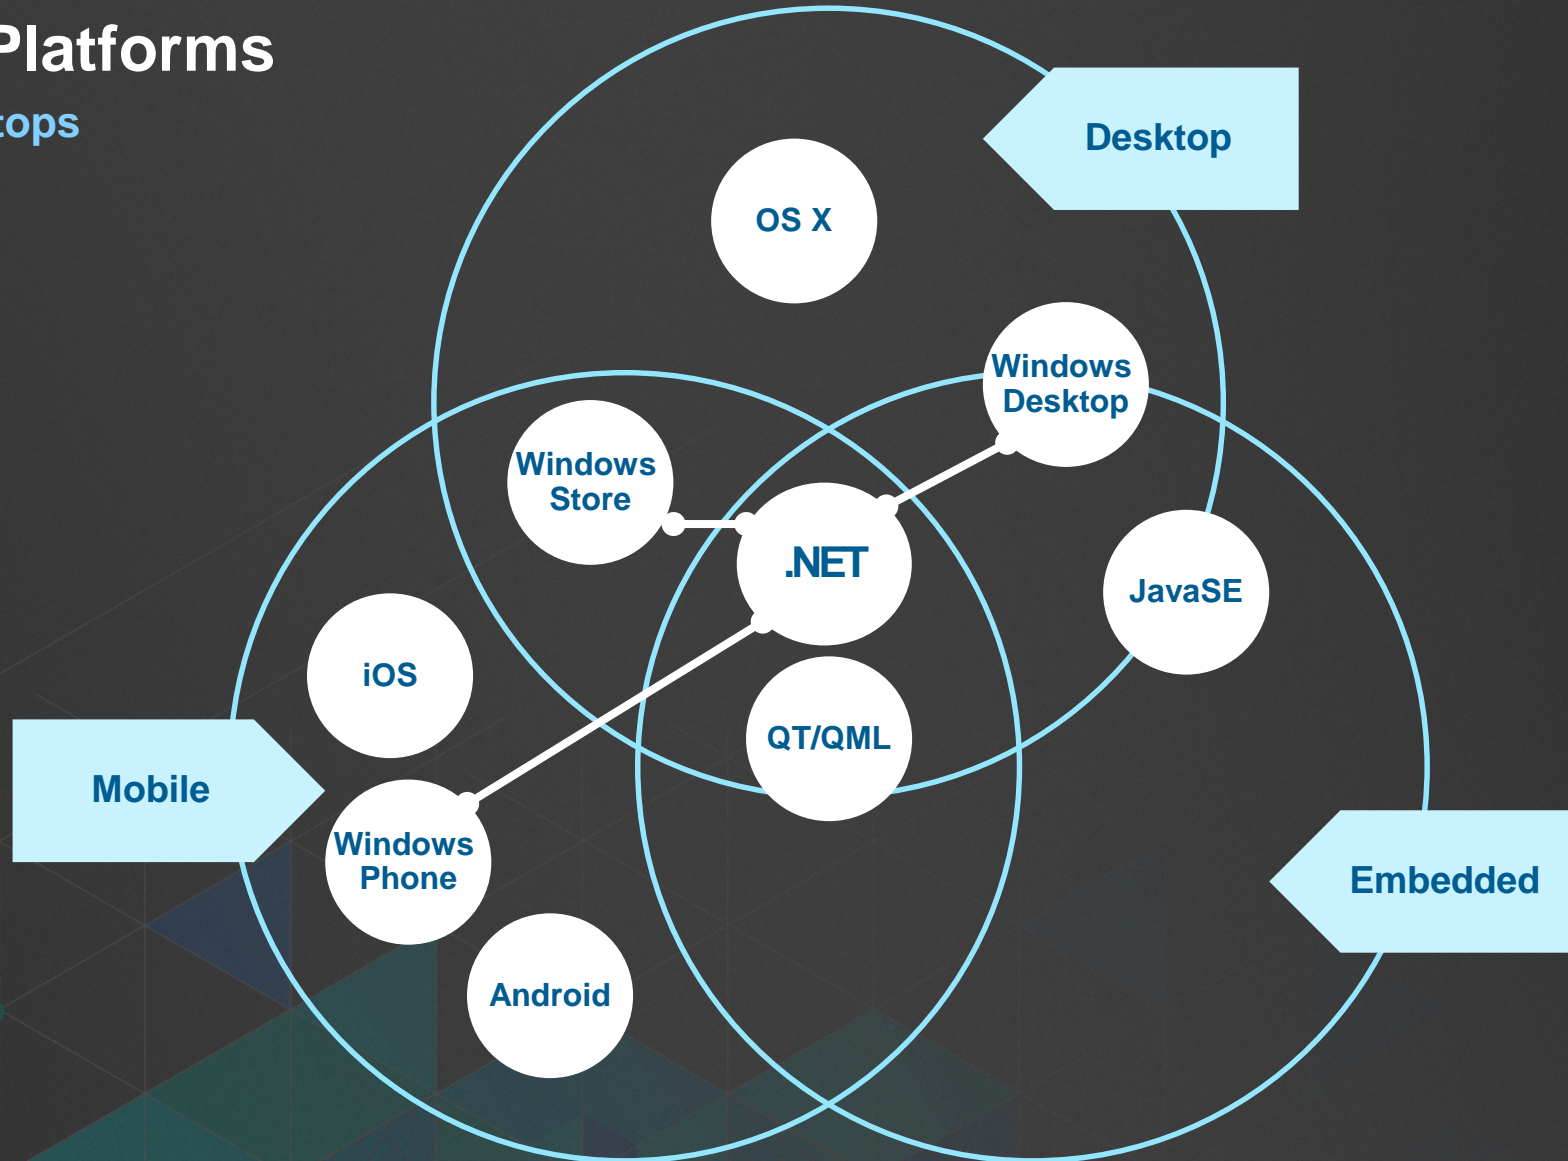 Platforms
tops
Desktop
OS X
Windows
Desktop
Windows
Store
.NET
JavaSE
iOS
QT/QML
Mobile
Windows
Phone
Embedded
Android